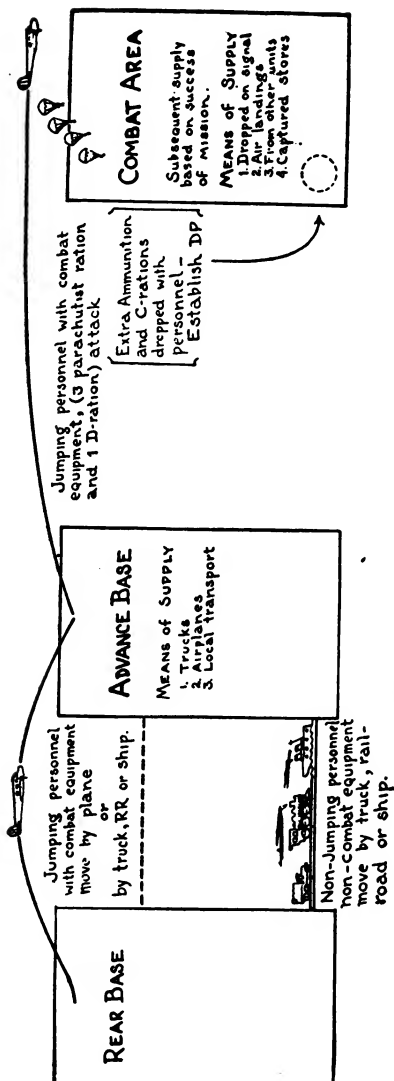 REAR BASE
Jumping personnel
with combat equipment
move by plane
or
by truck, RR or ship.
Non-Jumping personnel
non-combat equipment
move by truck, rail-
road or ship.
ADVANCE BASE
MEANS OF SUPPLY
1. Trucks
2. Airplanes
3. Local transport
Jumping personnel with combat
equipment, (3 parachutist ration
and 1 D-ration) attack
Extra Ammunition
and C-rations
dropped with
personnel-
Establish DP
COMBAT AREA
Subsequent supply
based on success
of mission.
MEANS OF SUPPLY
1. Dropped on signal
2. Air landings
3. From other units
4. Captured stores